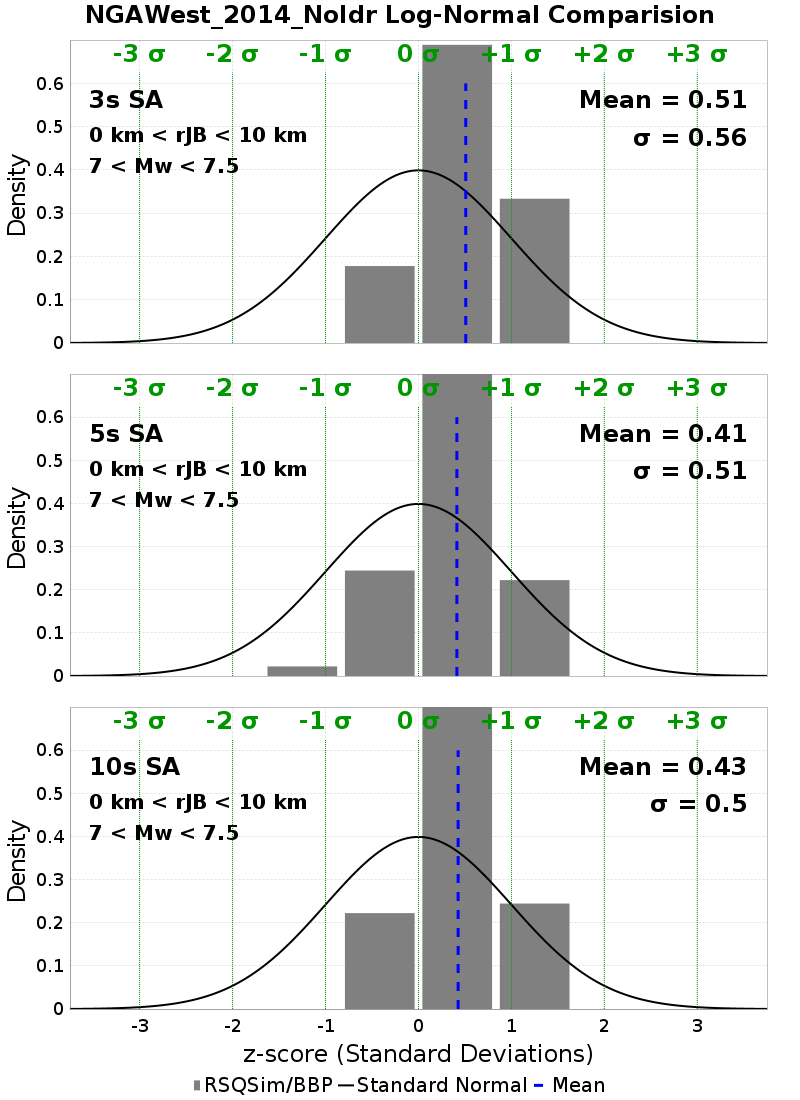 NGAWest_2014_NoIdr Log-Normal Comparision
-3 σ -2 σ -1 σ 0 σ +1 σ +2 σ +3 σ
3s SA
0 km < rJB < 10 km
7 < Mw < 7.5
Mean = 0.51
σ = 0.56
Density
0.6
0.5
0.4
0.3
0.2
0.1
0
-3 σ -2 σ -1 σ 0 σ +1 σ +2 σ +3 σ
5s SA
0 km < rJB < 10 km
7 < Mw < 7.5
Mean = 0.41
σ = 0.51
Density
0.6
0.5
0.4
0.3
0.2
0.1
0
-3 σ -2 σ -1 σ 0 σ +1 σ +2 σ +3 σ
10s SA
0 km < rJB < 10 km
7 < Mw < 7.5
Mean = 0.43
σ = 0.5
Density
0.6
0.5
0.4
0.3
0.2
0.1
0
-3 -2 -1 0 1 2 3
z-score (Standard Deviations)
RSQSim/BBP Standard Normal Mean